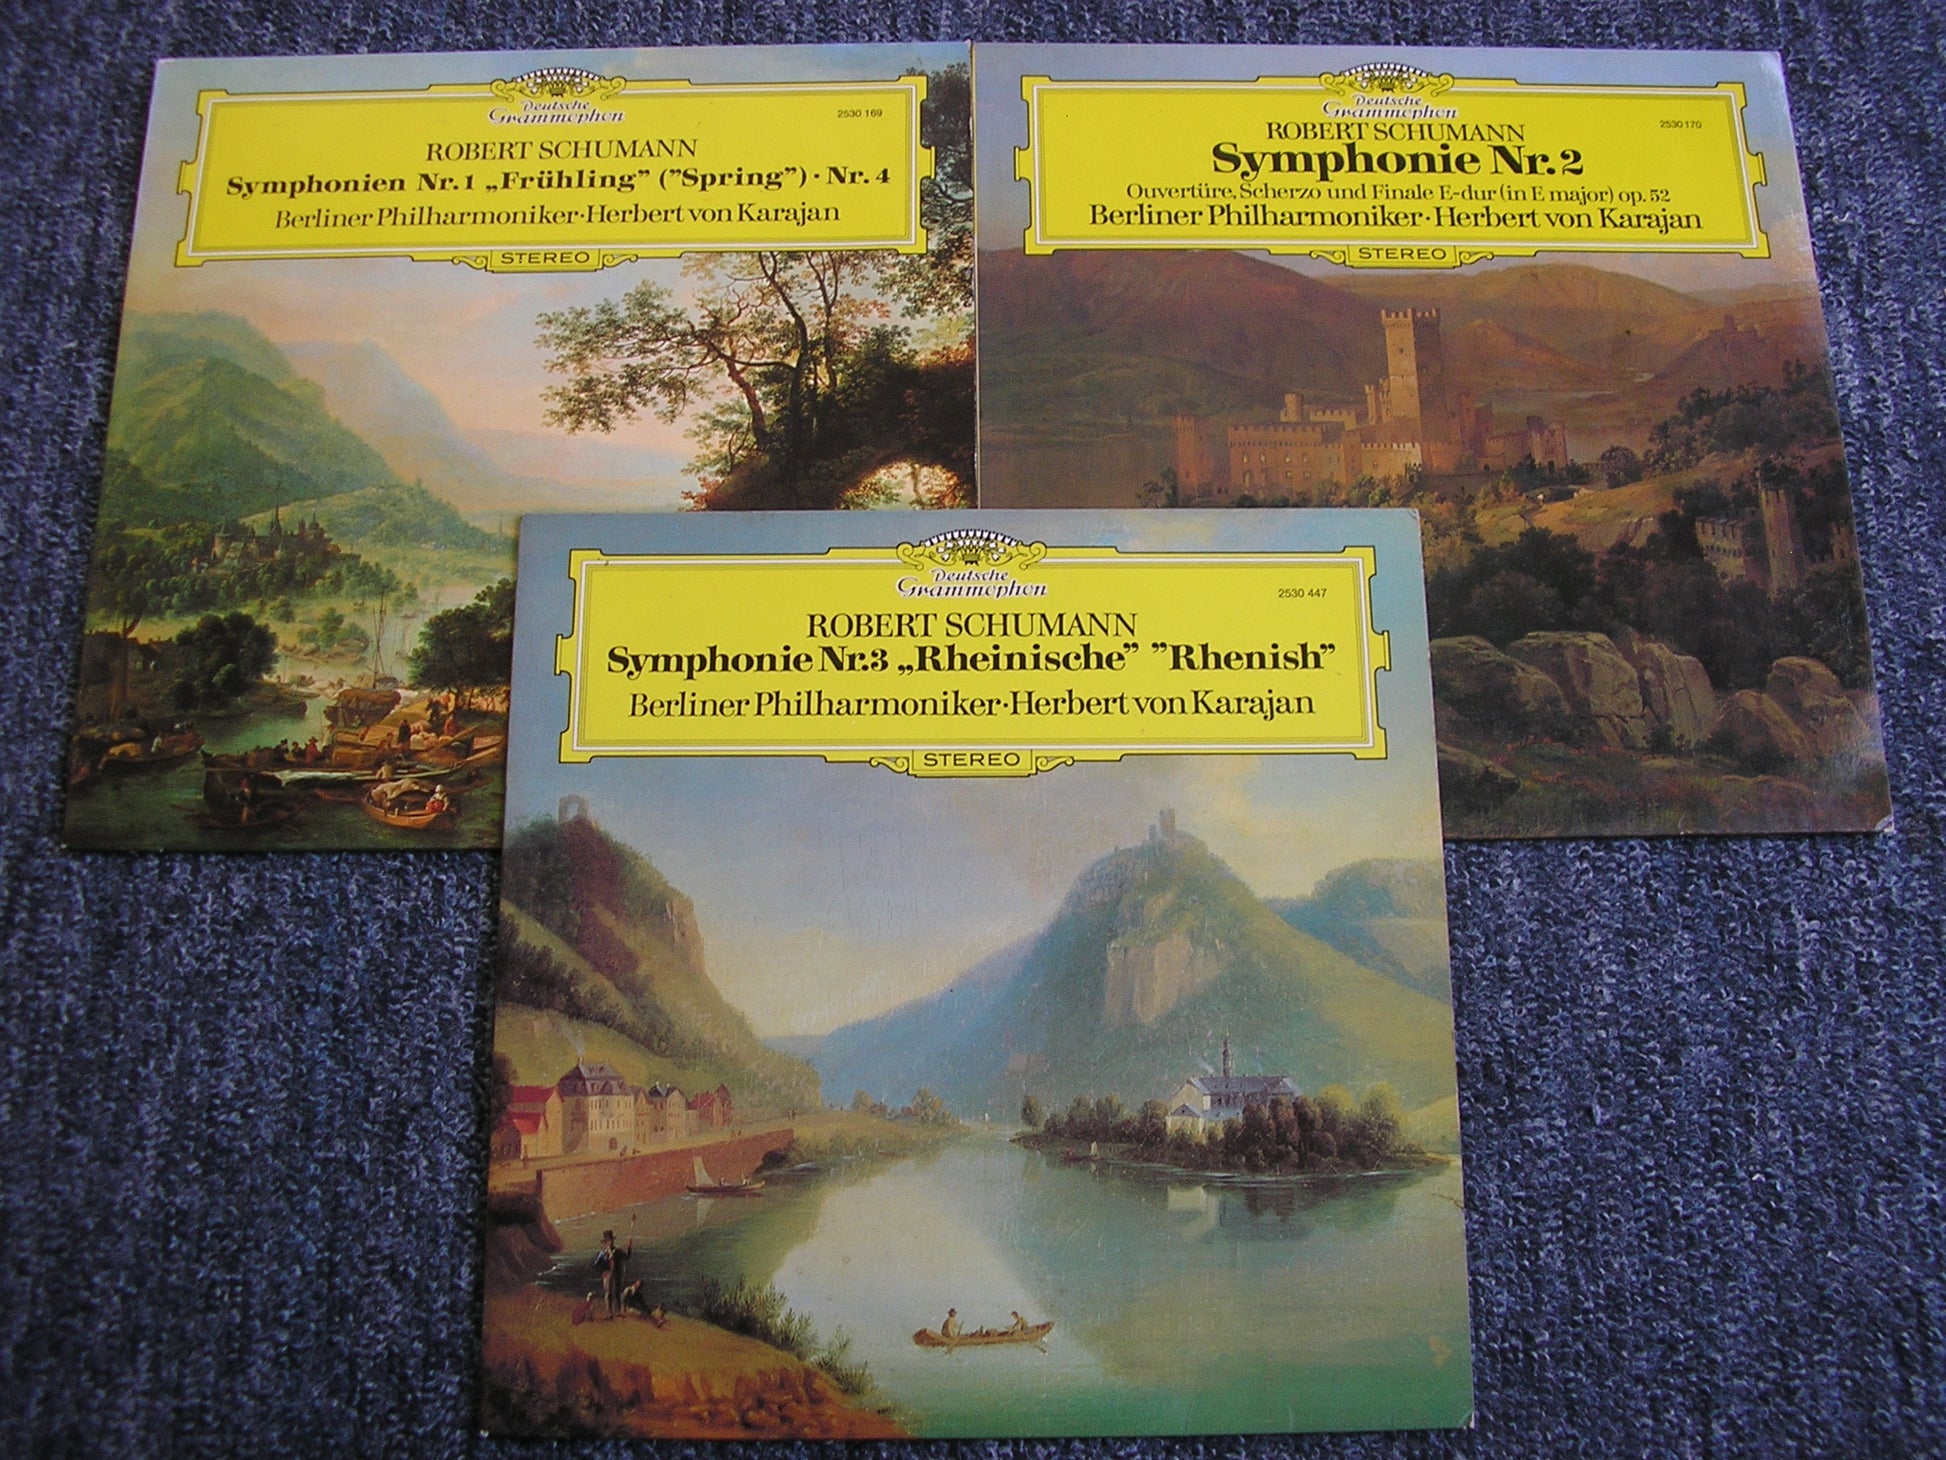 Deutsche
Grammophon
2530 169
ROBERT SCHUMANN
Symphonien Nr. 1 „Frühling” (”Spring”) · Nr. 4
Berliner Philharmoniker · Herbert von Karajan
STEREO
Deutsche
Grammophon
2530 170
ROBERT SCHUMANN
Symphonie Nr. 2
Ouvertüre, Scherzo und Finale E-dur (in E major) op. 52
Berliner Philharmoniker · Herbert von Karajan
STEREO
Deutsche
Grammophon
2530 447
ROBERT SCHUMANN
Symphonie Nr. 3 „Rheinische” ”Rhenish”
Berliner Philharmoniker · Herbert von Karajan
STEREO